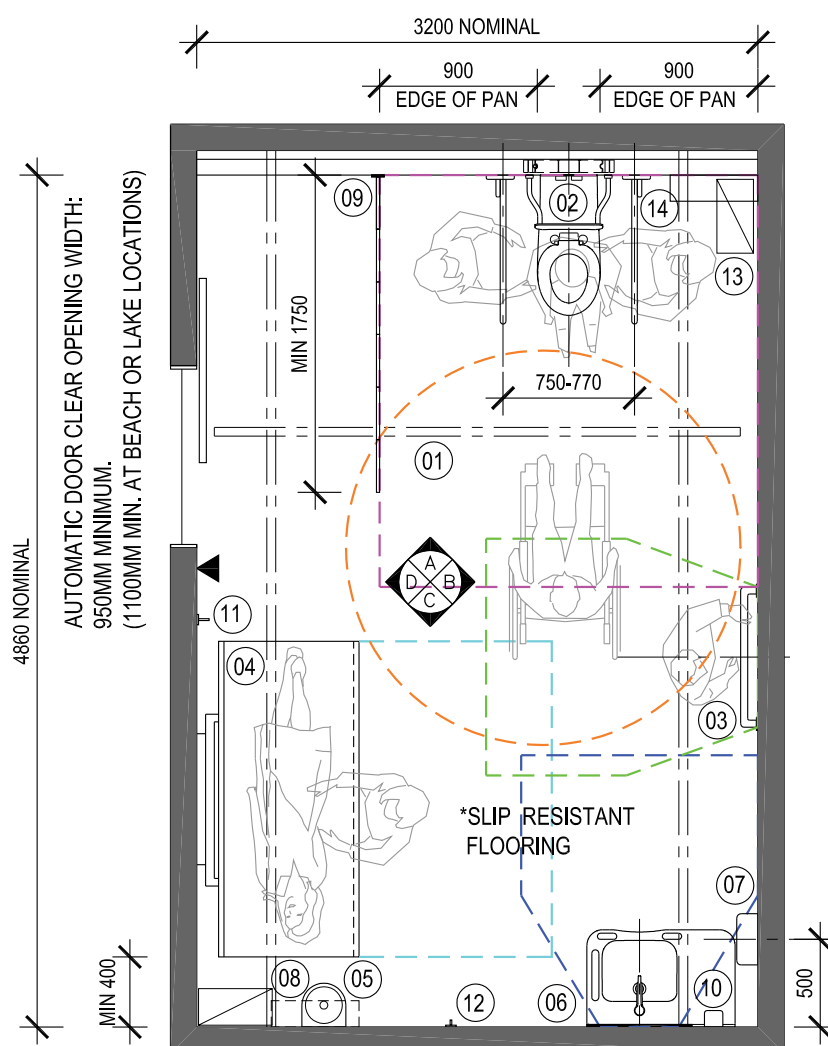 3200 NOMINAL
900
EDGE OF PAN
900
EDGE OF PAN
AUTOMATIC DOOR CLEAR OPENING WIDTH:
950MM MINIMUM.
(1100MM MIN. AT BEACH OR LAKE LOCATIONS)
4860 NOMINAL
09
02
14
13
MIN 1750
750-770
01
A
D B
C
11
04
03
*SLIP RESISTANT
FLOORING
07
MIN 400
08
05
12
06
10
500